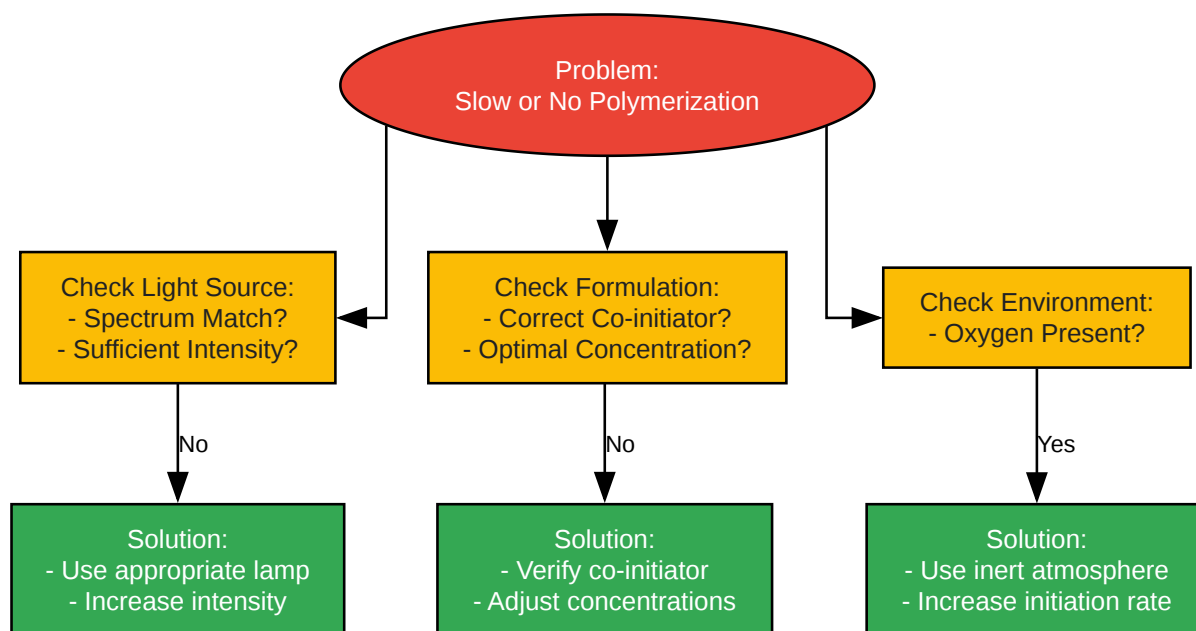 Problem:
Slow or No Polymerization
Check Light Source:
- Spectrum Match?
- Sufficient Intensity?
Check Formulation:
- Correct Co-initiator?
- Optimal Concentration?
Check Environment:
- Oxygen Present?
No
No
Yes
Solution:
- Use appropriate lamp
- Increase intensity
Solution:
- Verify co-initiator
- Adjust concentrations
Solution:
- Use inert atmosphere
- Increase initiation rate